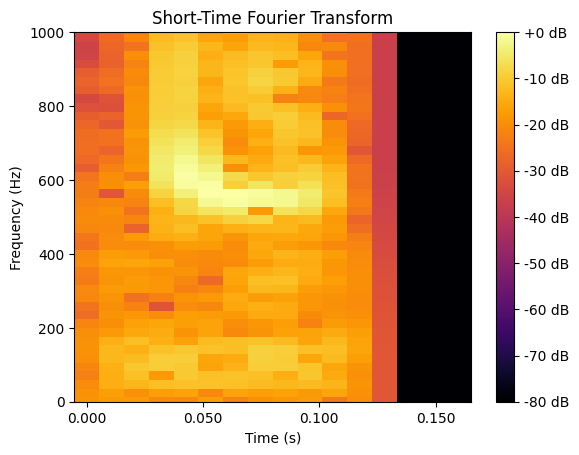 Short-Time Fourier Transform
1000
800
600
400
200
0
Frequency (Hz)
0.000
0.050
0.100
0.150
Time (s)
+0 dB
-10 dB
-20 dB
-30 dB
-40 dB
-50 dB
-60 dB
-70 dB
-80 dB